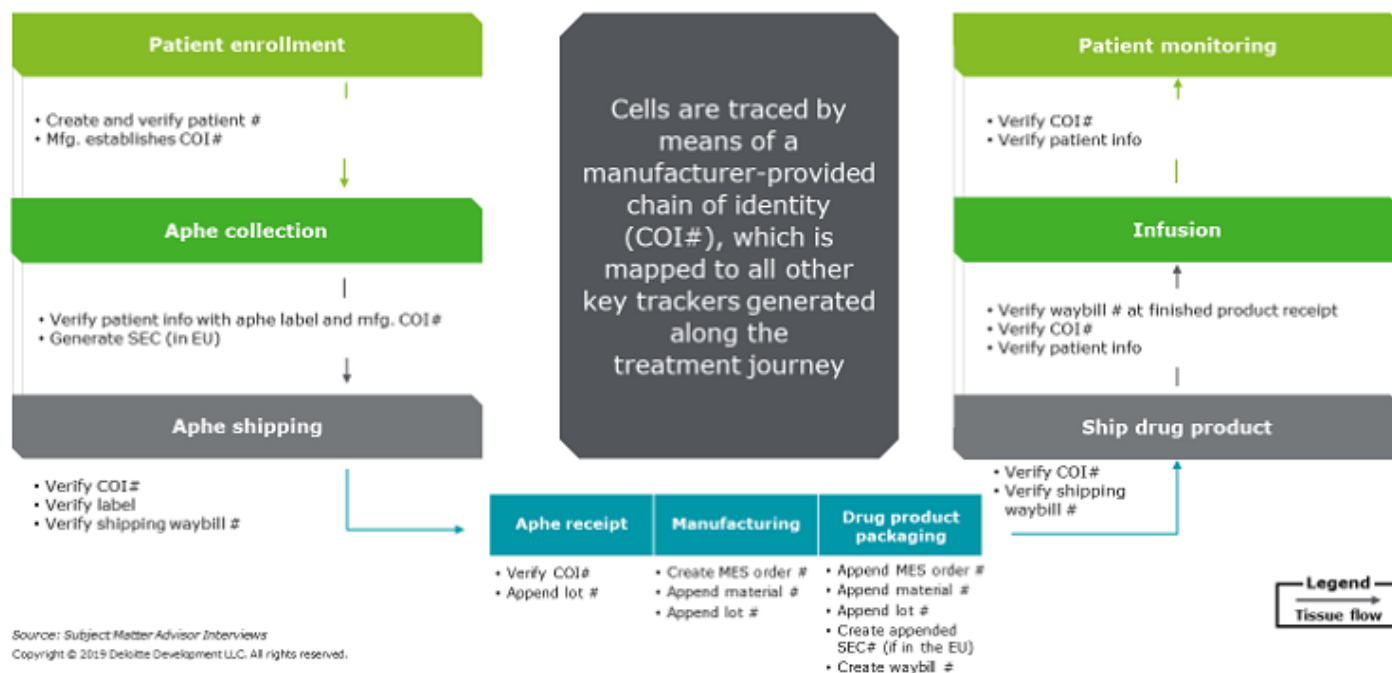 Patient enrollment
• Create and verify patient #
• Mfg. establishes COI#
Aphe collection
• Verify patient info with aphe label and mfg. COI#
• Generate SEC (in EU)
Aphe shipping
• Verify COI#
• Verify label
• Verify shipping waybill #
Cells are traced by
means of a
manufacturer-provided
chain of identity
(COI#), which is
mapped to all other
key trackers generated
along the
treatment journey
Aphe receipt
• Verify COI#
• Append lot #
Manufacturing
• Create MES order #
• Append material #
• Append lot #
Drug product
packaging
• Append MES order #
• Append material #
• Append lot #
• Create appended
SEC# (if in the EU)
• Create waybill #
Patient monitoring
• Verify COI#
• Verify patient info
Infusion
• Verify waybill # at finished product receipt
• Verify COI#
• Verify patient info
Ship drug product
• Verify COI#
• Verify shipping
waybill #
Legend
Tissue flow
Source: Subject Matter Advisor Interviews
Copyright © 2019 Deloitte Development LLC. All rights reserved.